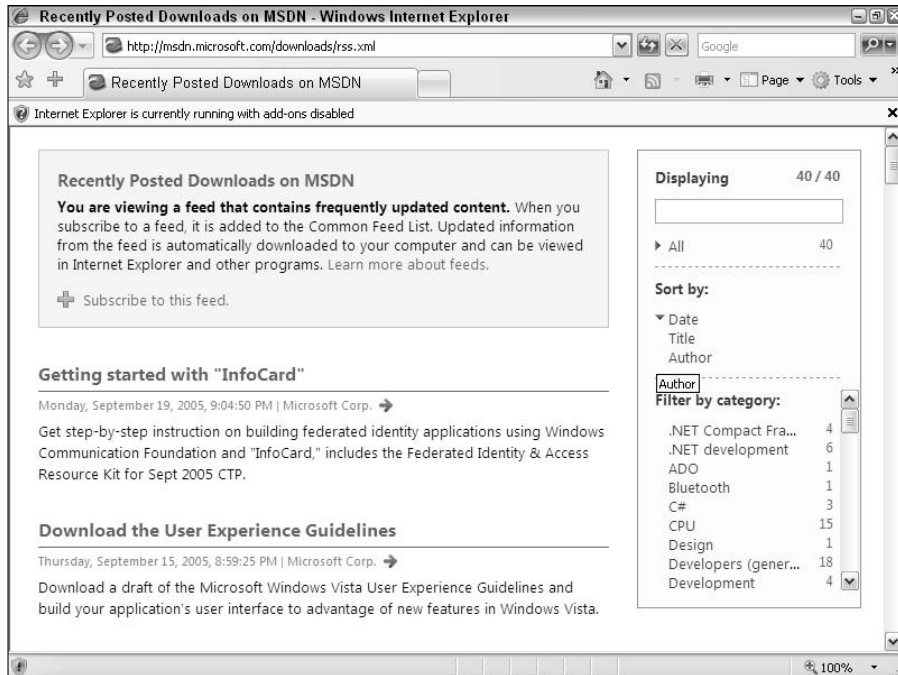 Recently Posted Downloads on MSDN - Windows Internet Explorer
http://msdn.microsoft.com/downloads/rss.xml
Google
Recently Posted Downloads on MSDN
Page
Tools
»
Internet Explorer is currently running with add-ons disabled
Recently Posted Downloads on MSDN
You are viewing a feed that contains frequently updated content. When you
subscribe to a feed, it is added to the Common Feed List. Updated information
from the feed is automatically downloaded to your computer and can be viewed
in Internet Explorer and other programs. Learn more about feeds.
Subscribe to this feed.
Getting started with "InfoCard"
Monday, September 19, 2005, 9:04:50 PM | Microsoft Corp.
Get step-by-step instruction on building federated identity applications using Windows
Communication Foundation and "InfoCard," includes the Federated Identity & Access
Resource Kit for Sept 2005 CTP.
Download the User Experience Guidelines
Thursday, September 15, 2005, 8:59:25 PM | Microsoft Corp.
Download a draft of the Microsoft Windows Vista User Experience Guidelines and
build your application's user interface to advantage of new features in Windows Vista.
Displaying 40 / 40
All 40
Sort by:
Date
Title
Author
Author
Filter by category:
.NET Compact Fra... 4
.NET development 6
ADO 1
Bluetooth 1
C# 3
CPU 15
Design 1
Developers (gener... 18
Development 4
100%